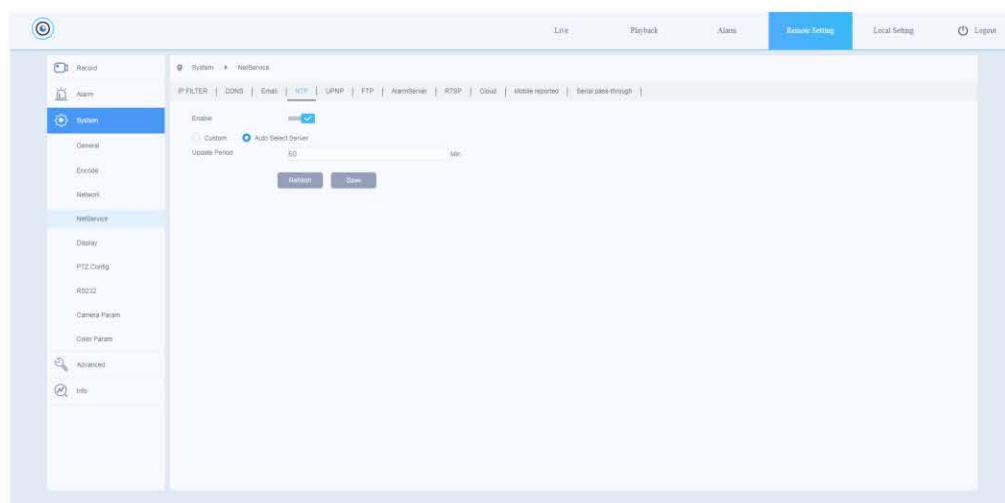 Live Playback Alarm Remote Setting Local Setting Logout
Record
Alarm
System
General
Encode
Network
NetService
Display
PTZ Config
RS232
Camera Param
Color Param
Advanced
Info
System NetService
IP FILTER | DDNS | Email | NTP | UPNP | FTP | AlarmServer | RTSP | Cloud | Mobile reported | Serial pass-through |
Enable
Custom Auto Select Server
Update Period 60 Min.
Refresh Save